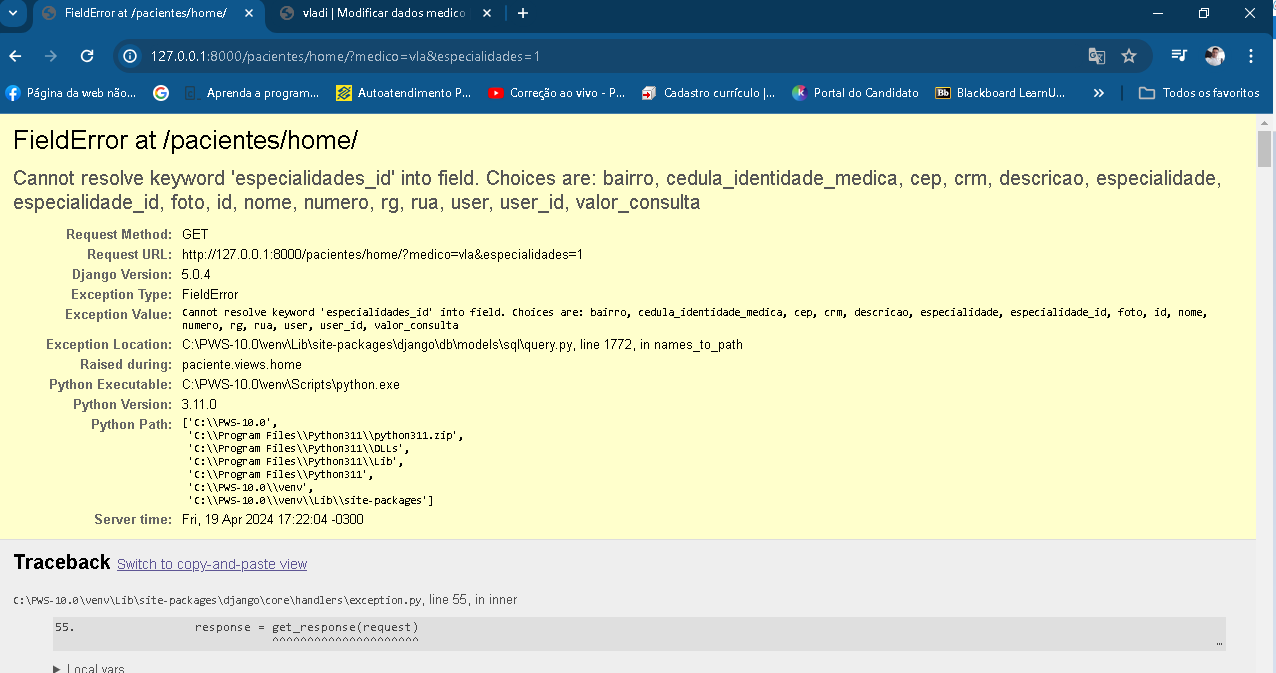 FieldError at /pacientes/home/
vladi | Modificar dados medico
127.0.0.1:8000/pacientes/home/?medico=vla&especialidades=1
Página da web não...
Aprenda a program...
Autoatendimento P...
Correção ao vivo - P...
Cadastro currículo |...
Portal do Candidato
Bb Blackboard LearnU...
Todos os favoritos
FieldError at /pacientes/home/
Cannot resolve keyword 'especialidades_id' into field. Choices are: bairro, cedula_identidade_medica, cep, crm, descricao, especialidade,
especialidade_id, foto, id, nome, numero, rg, rua, user, user_id, valor_consulta
Request Method: GET
Request URL: http://127.0.0.1:8000/pacientes/home/?medico=vla&especialidades=1
Django Version: 5.0.4
Exception Type: FieldError
Exception Value: Cannot resolve keyword 'especialidades_id' into field. Choices are: bairro, cedula_identidade_medica, cep, crm, descricao, especialidade, especialidade_id, foto, id, nome,
numero, rg, rua, user, user_id, valor_consulta
Exception Location: C:\PWS-10.0\venv\Lib\site-packages\django\db\models\sql\query.py, line 1772, in names_to_path
Raised during: paciente.views.home
Python Executable: C:\PWS-10.0\venv\Scripts\python.exe
Python Version: 3.11.0
Python Path: ['C:\\PWS-10.0',
'C:\\Program Files\\Python311\\python311.zip',
'C:\\Program Files\\Python311\\DLLs',
'C:\\Program Files\\Python311\\Lib',
'C:\\Program Files\\Python311',
'C:\\PWS-10.0\\venv',
'C:\\PWS-10.0\\venv\\Lib\\site-packages']
Server time: Fri, 19 Apr 2024 17:22:04 -0300
Traceback Switch to copy-and-paste view
C:\PWS-10.0\venv\Lib\site-packages\django\core\handlers\exception.py, line 55, in inner
55. response = get_response(request)
^^^^^^^^^^^^^^^^^^^^^
…
Local vars